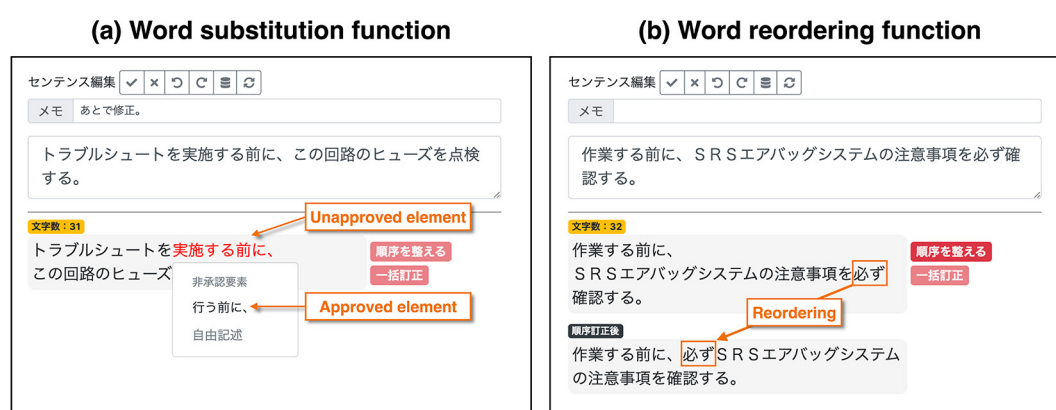 (a) Word substitution function
センテンス編集
メモ あとで修正。
トラブルシュートを実施する前に、この回路のヒューズを点検
する。
文字数：31
Unapproved element
トラブルシュートを実施する前に、
順序を整える
この回路のヒューズ
一括訂正
非承認要素
行う前に、
Approved element
自由記述
(b) Word reordering function
センテンス編集
メモ
作業する前に、ＳＲＳエアバッグシステムの注意事項を必ず確
認する。
文字数：32
作業する前に、
順序を整える
ＳＲＳエアバッグシステムの注意事項を必ず
一括訂正
確認する。
Reordering
順序訂正後
作業する前に、必ずＳＲＳエアバッグシステム
の注意事項を確認する。